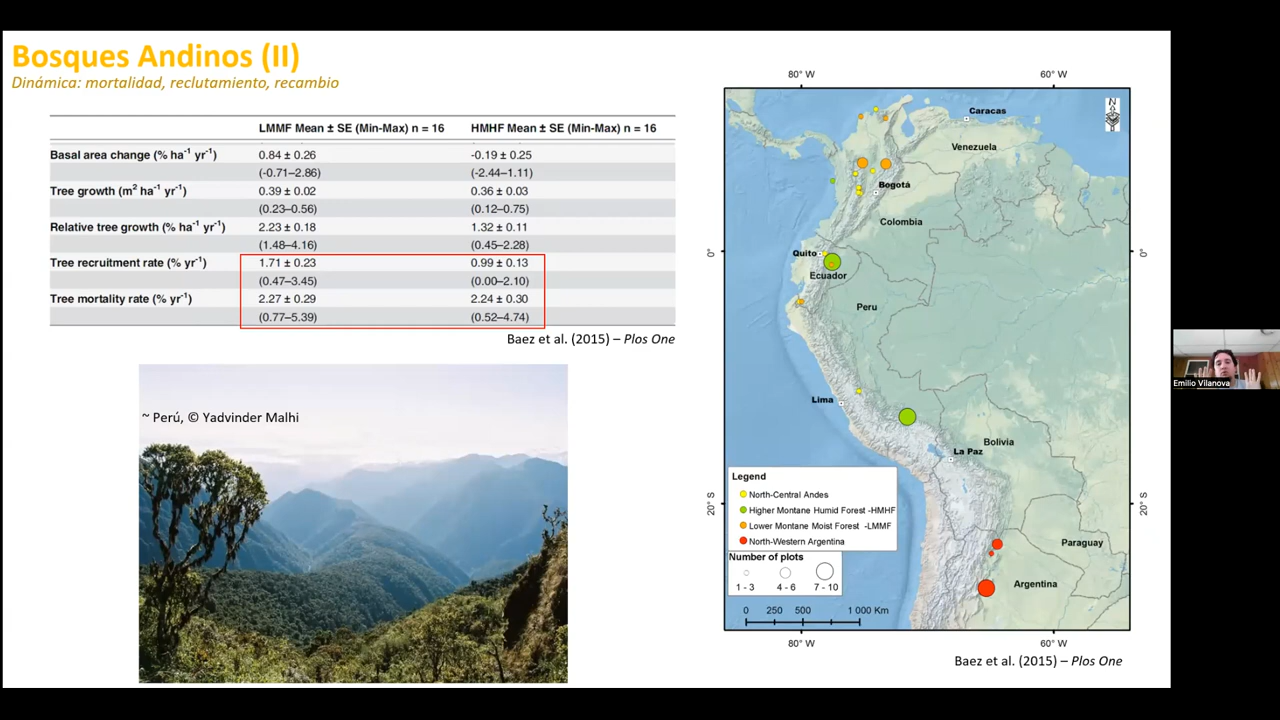 Bosques Andinos (II)
Dinámica: mortalidad, reclutamiento, recambio
LMMF Mean ± SE (Min-Max) n = 16 HMHF Mean ± SE (Min-Max) n = 16
Basal area change (% ha⁻¹ yr⁻¹) 0.84 ± 0.26 -0.19 ± 0.25
(-0.71–2.86) (-2.44–1.11)
Tree growth (m² ha⁻¹ yr⁻¹) 0.39 ± 0.02 0.36 ± 0.03
(0.23–0.56) (0.12–0.75)
Relative tree growth (% ha⁻¹ yr⁻¹) 2.23 ± 0.18 1.32 ± 0.11
(1.48–4.16) (0.45–2.28)
Tree recruitment rate (% yr⁻¹) 1.71 ± 0.23 0.99 ± 0.13
(0.47–3.45) (0.00–2.10)
Tree mortality rate (% yr⁻¹) 2.27 ± 0.29 2.24 ± 0.30
(0.77–5.39) (0.52–4.74)
Baez et al. (2015) – Plos One
~ Perú, © Yadvinder Malhi
80° W 60° W
N
Caracas
Venezuela
Bogotá
Colombia
0° 0°
Quito
Ecuador
Peru
Lima
Bolivia
La Paz
20° S 20° S
Paraguay
Argentina
Legend
North-Central Andes
Higher Montane Humid Forest -HMHF
Lower Montane Moist Forest -LMMF
North-Western Argentina
Number of plots
1 - 3 4 - 6 7 - 10
0 250 500 1 000 Km
80° W 60° W
Baez et al. (2015) – Plos One
Emilio Vilanova